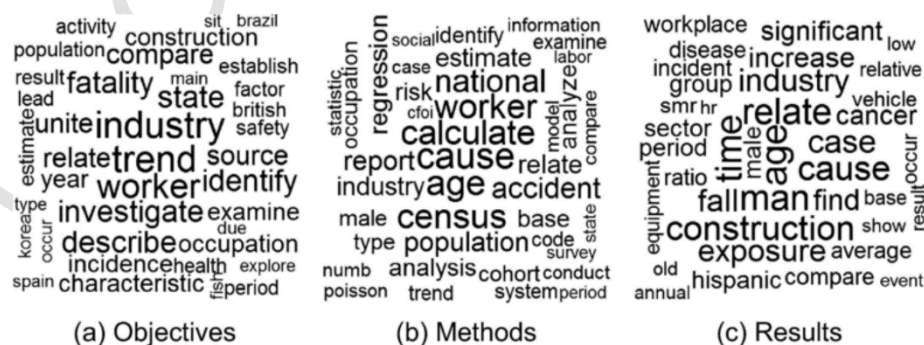 activity sit brazil
construction
population compare
establish
result fatality main
lead state factor
british
unite industry safety
estimate
relate trend source
year worker identify
type investigate examine
korea occur due
describe occupation
incidence health explore
spain characteristic fish period
(a) Objectives
statistic occupation regression social identify information
examine
case estimate labor
risk national
cfoi worker model analyze compare
calculate
report cause relate
industry age accident
male census base state
type population code
survey
numb analysis cohort conduct
poisson trend system period
(b) Methods
workplace significant
disease increase low
incident relative
group industry
smr hr relate vehicle
sector time male age cancer
period case
ratio cause occur
equipment fall man find base result
construction show
exposure average
old
annual hispanic compare event
(c) Results